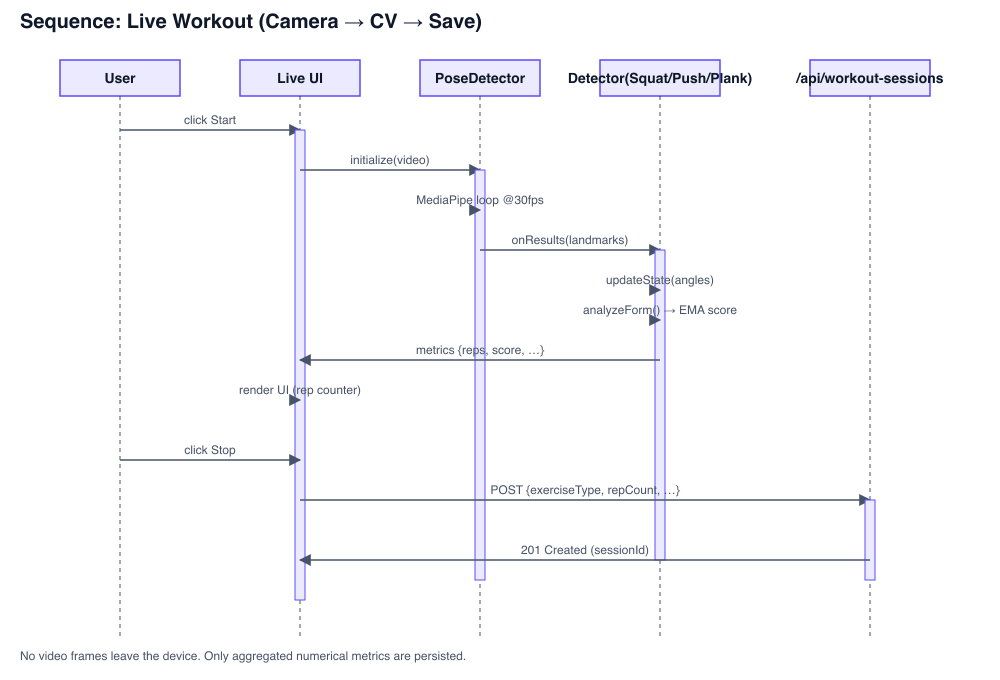 Sequence: Live Workout (Camera → CV → Save)
User
Live UI
PoseDetector
Detector(Squat/Push/Plank)
/api/workout-sessions
click Start
initialize(video)
MediaPipe loop @30fps
onResults(landmarks)
updateState(angles)
analyzeForm() → EMA score
metrics {reps, score, …}
render UI (rep counter)
click Stop
POST {exerciseType, repCount, …}
201 Created (sessionId)
No video frames leave the device. Only aggregated numerical metrics are persisted.